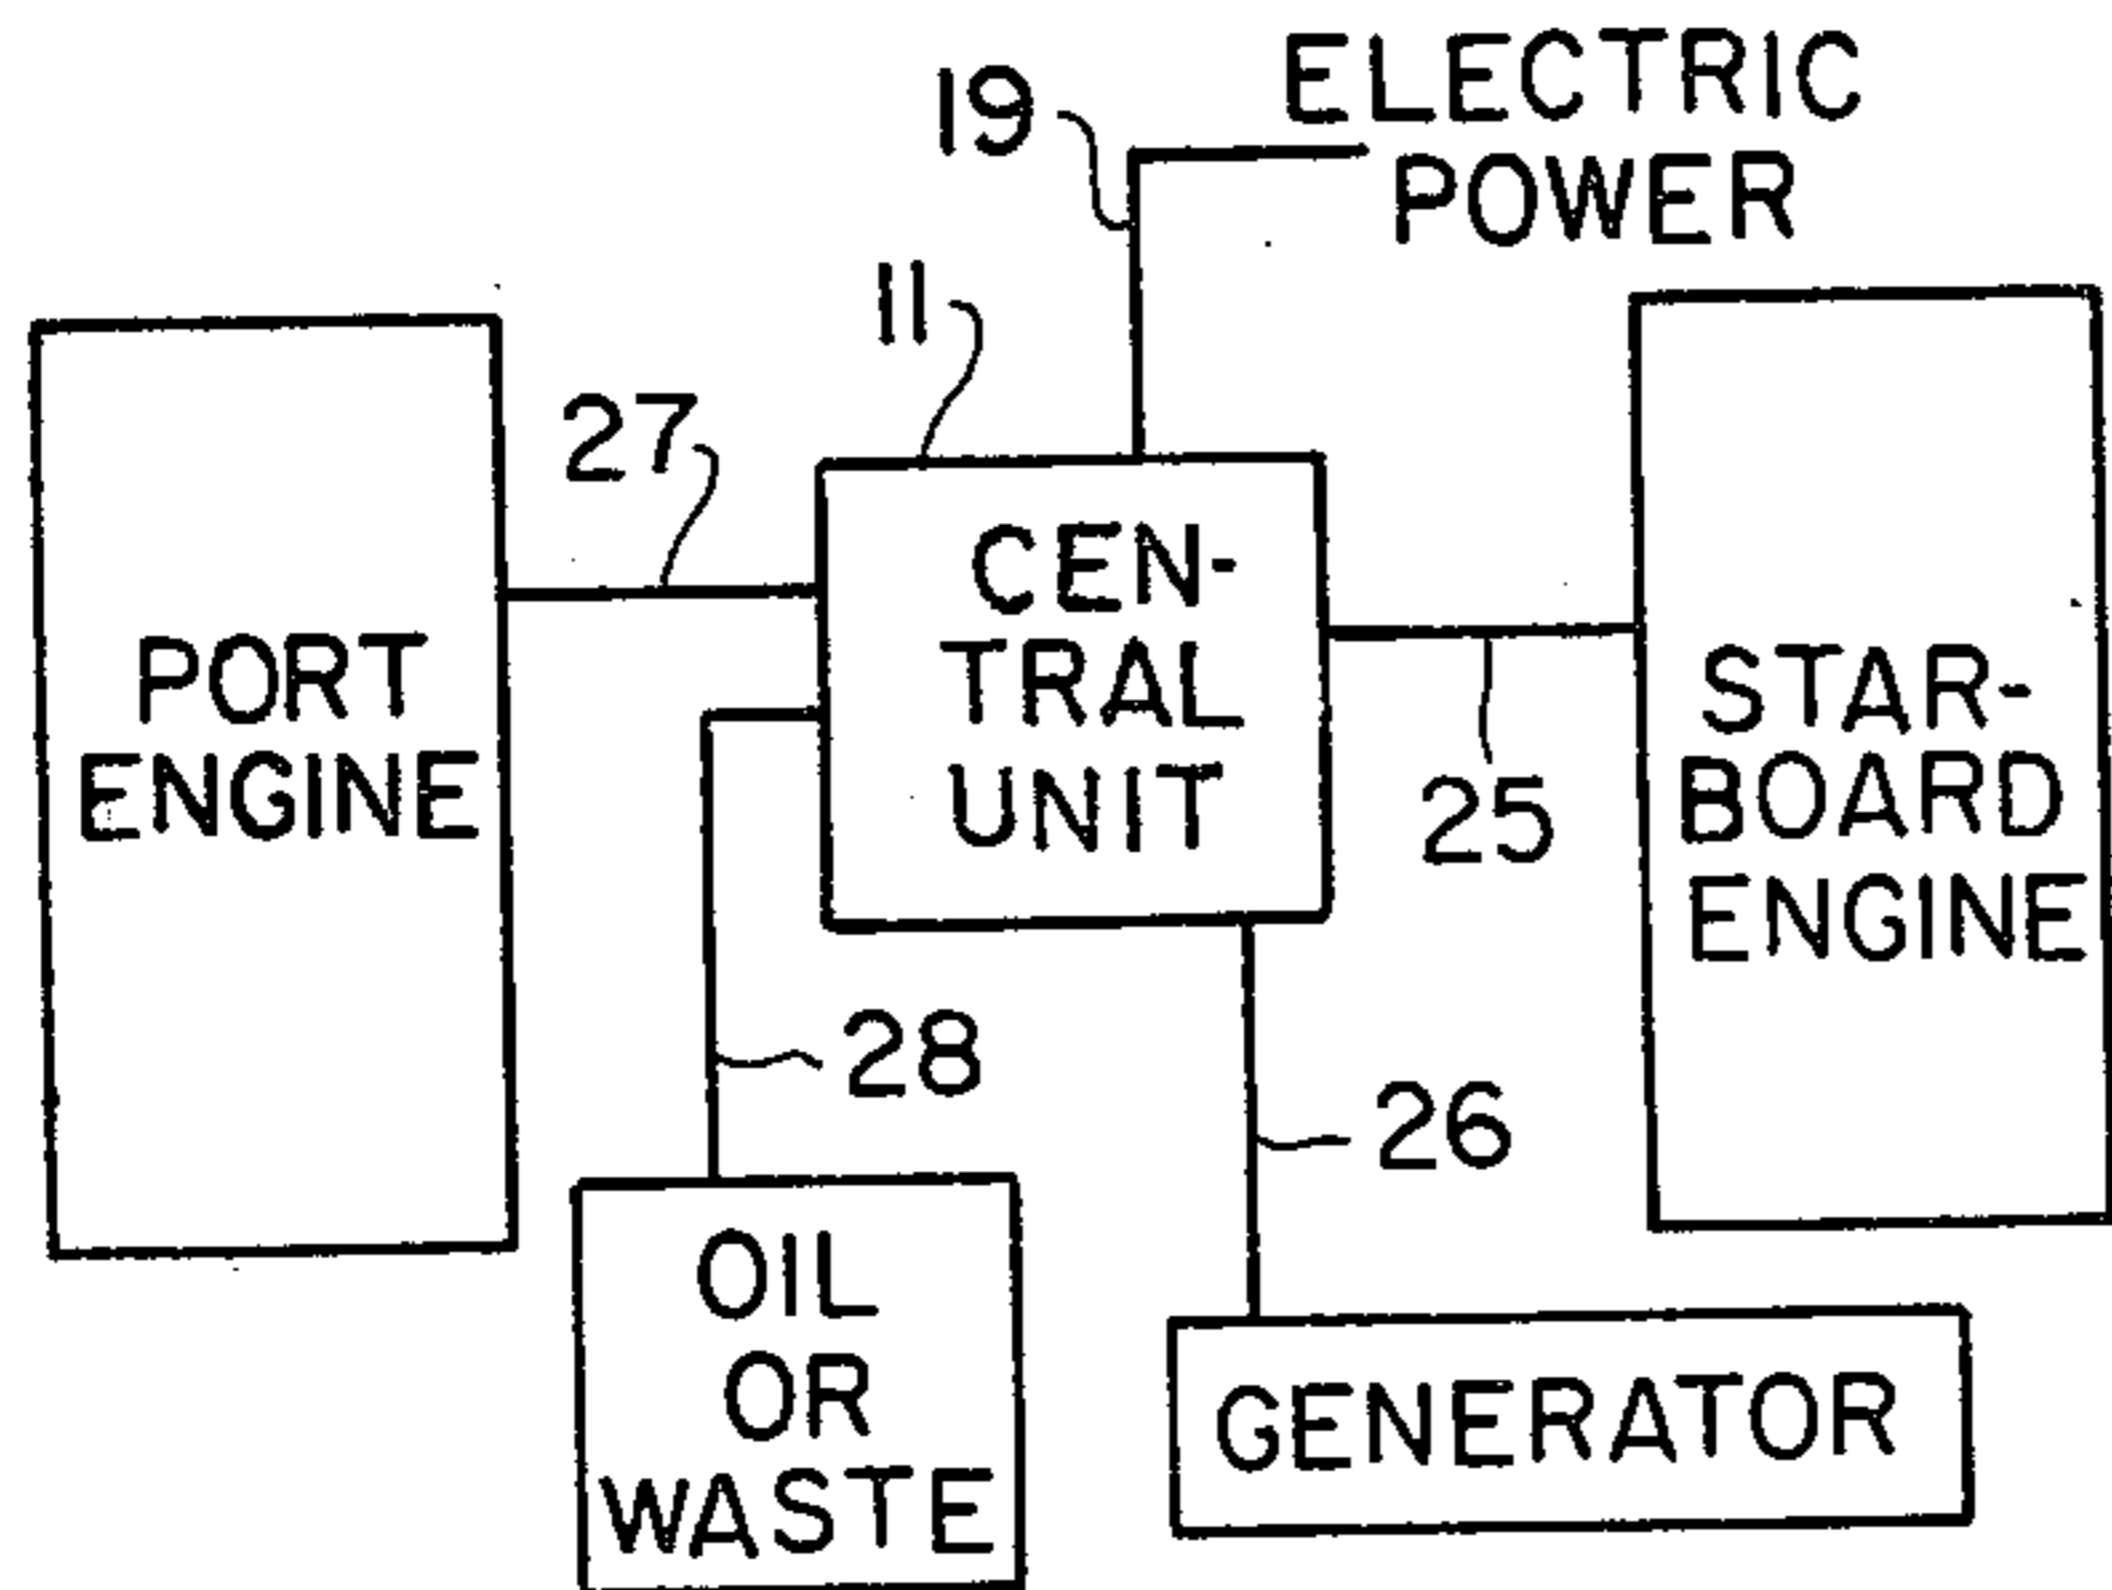 19
ELECTRIC
POWER
11
27
PORT
ENGINE
CEN-
TRAL
UNIT
25
STAR-
BOARD
ENGINE
28
26
OIL
OR
WASTE
GENERATOR